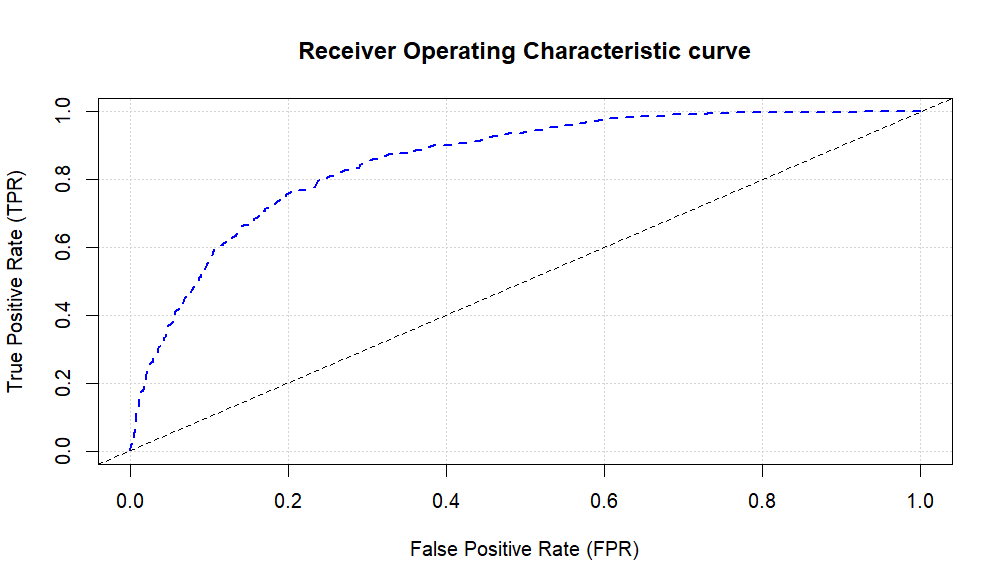 Receiver Operating Characteristic curve
True Positive Rate (TPR)
1.0
0.8
0.6
0.4
0.2
0.0
0.0 0.2 0.4 0.6 0.8 1.0
False Positive Rate (FPR)